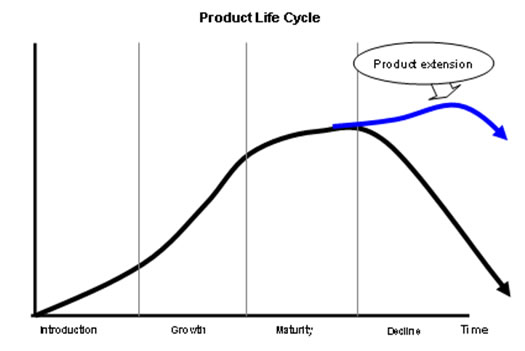 Product Life Cycle
Product extension
Introduction
Growth
Maturity
Decline
Time